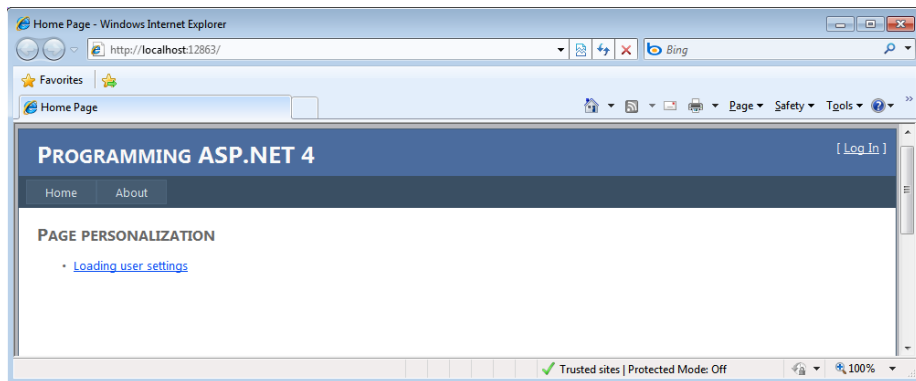 Home Page - Windows Internet Explorer
http://localhost:12863/
Bing
Favorites
Home Page
Page Safety Tools
PROGRAMMING ASP.NET 4
[ Log In ]
Home About
PAGE PERSONALIZATION
• Loading user settings
Trusted sites | Protected Mode: Off
100%